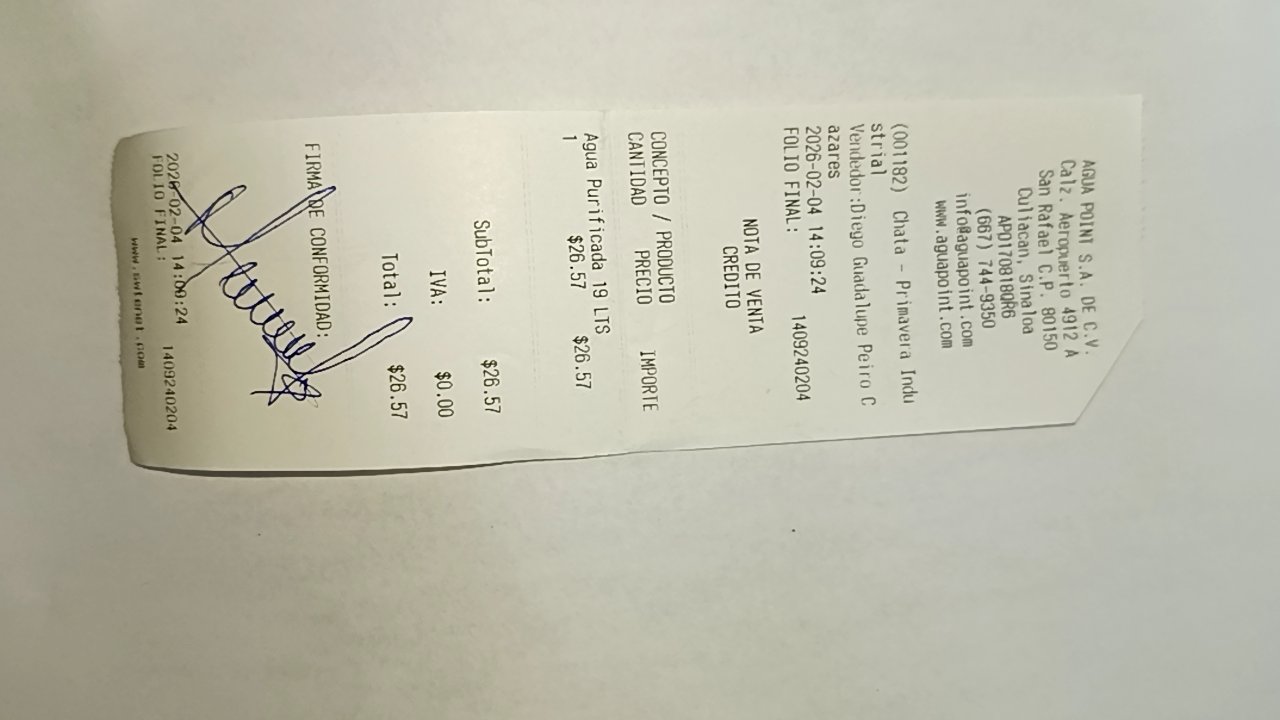 AGUA POINT S.A. DE C.V.
Calz. Aeropuerto 4912 A
San Rafael C.P. 80150
Culiacan, Sinaloa
APO170818QR6
(667) 744-9350
info@aguapoint.com
www.aguapoint.com
(001182) Chata - Primavera Indu
strial
Vendedor:Diego Guadalupe Peiro C
azares
2026-02-04 14:09:24
FOLIO FINAL: 1409240204
NOTA DE VENTA
CREDITO
CONCEPTO / PRODUCTO
CANTIDAD PRECIO IMPORTE
Agua Purificada 19 LTS
1 $26.57 $26.57
SubTotal: $26.57
IVA: $0.00
Total: $26.57
FIRMA DE CONFORMIDAD:
2026-02-04 14:09:24
FOLIO FINAL: 1409240204